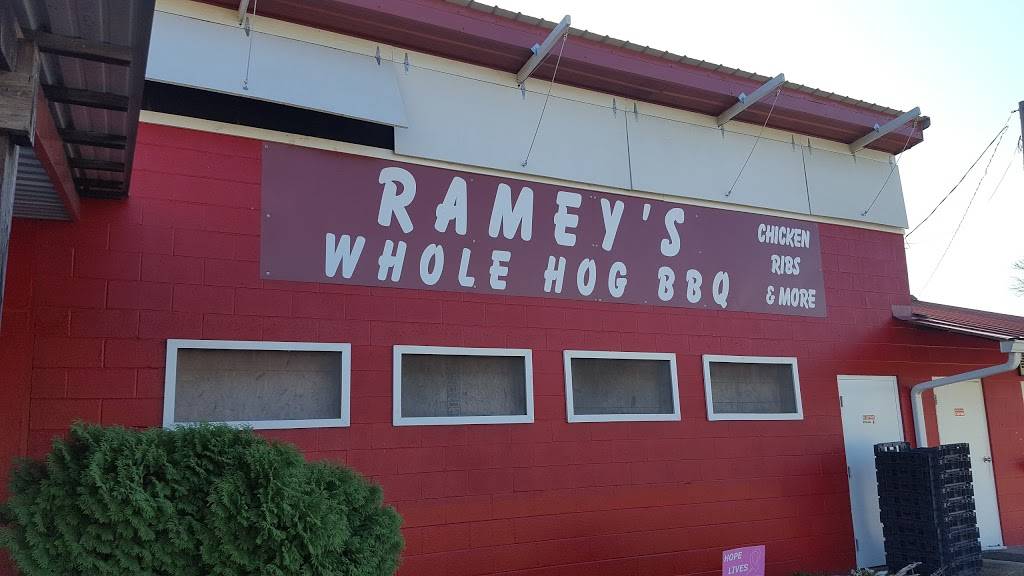 RAMEY'S
WHOLE HOG BBQ
CHICKEN
RIBS
& MORE
HOPE
LIVES